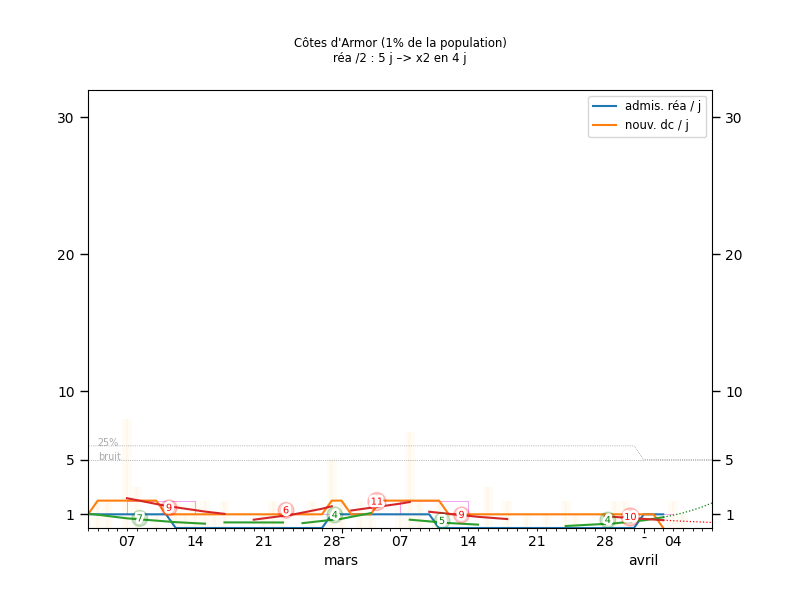 Côtes d'Armor (1% de la population)
réa /2 : 5 j –> x2 en 4 j
admis. réa / j
nouv. dc / j
30 30
20 20
10 10
25%
bruit
5 5
1 1
7 9 6 4 11 5 9 4 10
07 14 21 28 - 07 14 21 28 - 04
mars avril